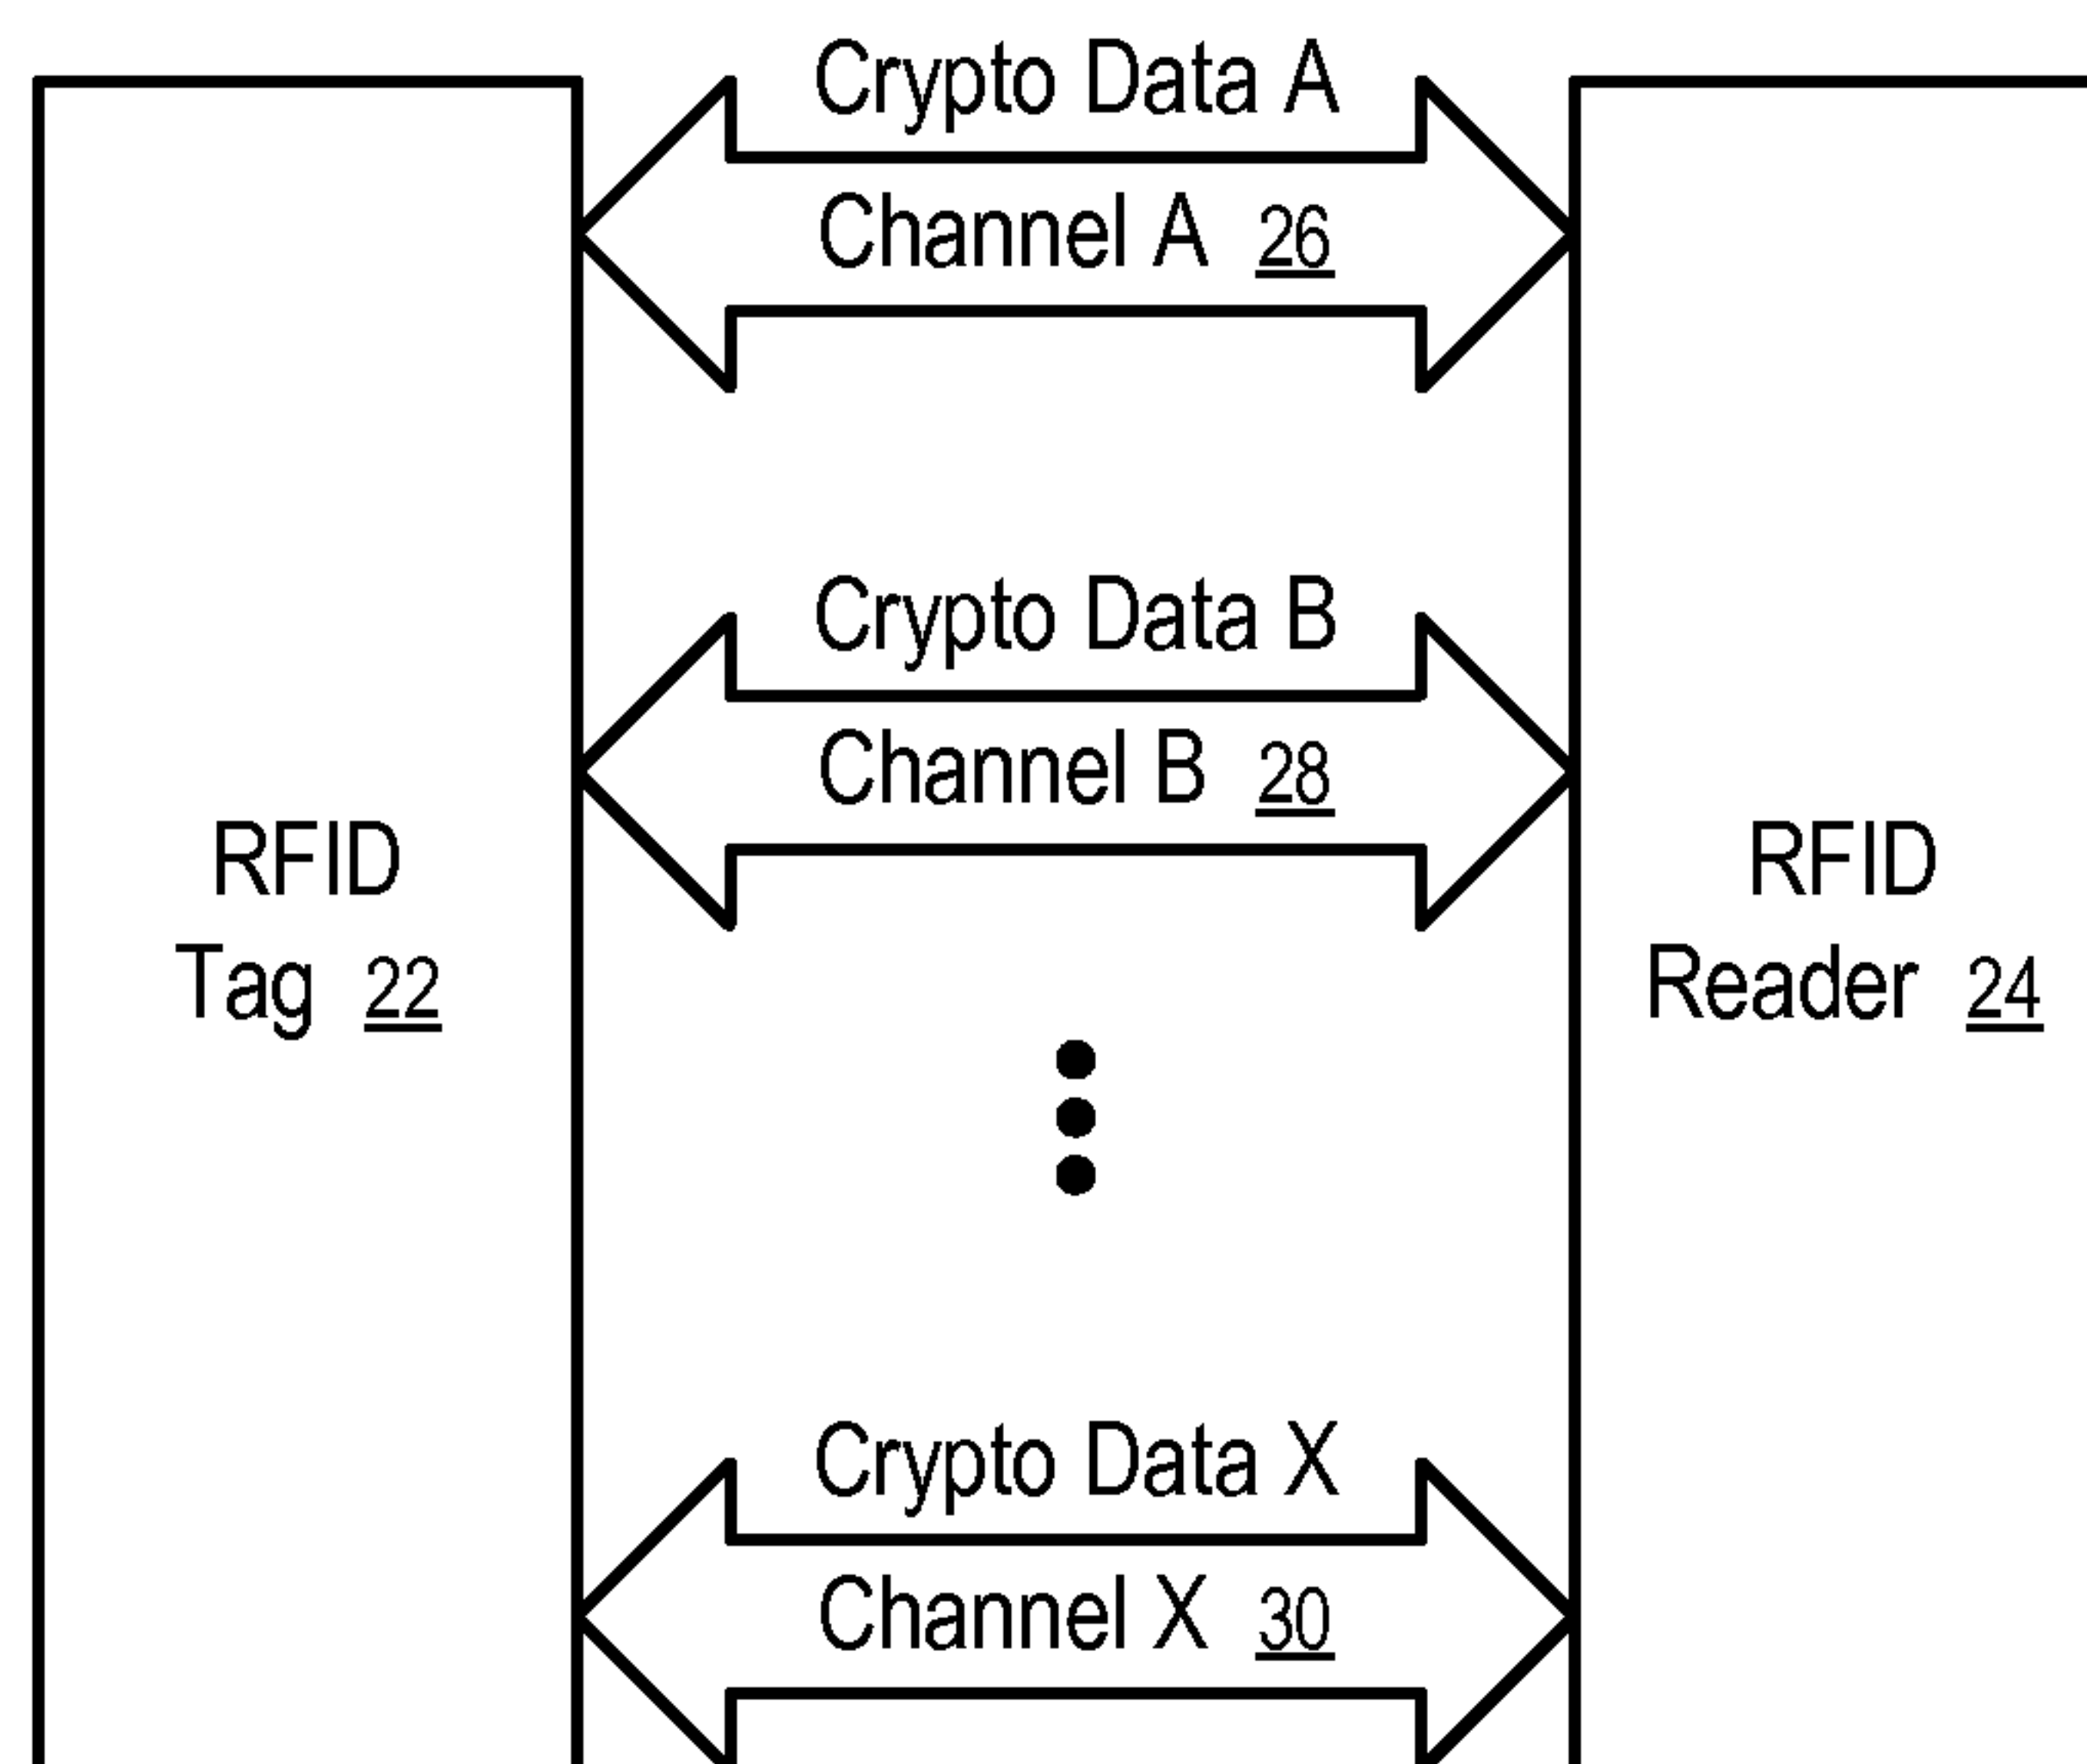 Crypto Data A
Channel A 26
Crypto Data B
Channel B 28
RFID
Tag 22
RFID
Reader 24
Crypto Data X
Channel X 30